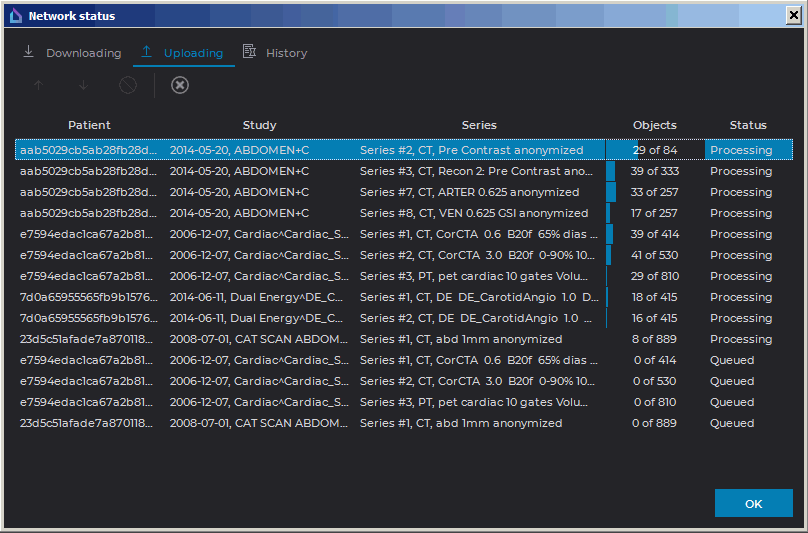 Network status
Downloading Uploading History
Patient Study Series Objects Status
aab5029cb5ab28fb28d... 2014-05-20, ABDOMEN+C Series #2, CT, Pre Contrast anonymized 29 of 84 Processing
aab5029cb5ab28fb28d... 2014-05-20, ABDOMEN+C Series #3, CT, Recon 2: Pre Contrast ano... 39 of 333 Processing
aab5029cb5ab28fb28d... 2014-05-20, ABDOMEN+C Series #7, CT, ARTER 0.625 anonymized 33 of 257 Processing
aab5029cb5ab28fb28d... 2014-05-20, ABDOMEN+C Series #8, CT, VEN 0.625 GSI anonymized 17 of 257 Processing
e7594edac1ca67a2b81... 2006-12-07, Cardiac^Cardiac_S... Series #1, CT, CorCTA 0.6 B20f 65% dias ... 39 of 414 Processing
e7594edac1ca67a2b81... 2006-12-07, Cardiac^Cardiac_S... Series #2, CT, CorCTA 3.0 B20f 0-90% 10... 41 of 530 Processing
e7594edac1ca67a2b81... 2006-12-07, Cardiac^Cardiac_S... Series #3, PT, pet cardiac 10 gates Volu... 29 of 810 Processing
7d0a65955565fb9b1576... 2014-06-11, Dual Energy^DE_C... Series #1, CT, DE DE_CarotidAngio 1.0 D... 18 of 415 Processing
7d0a65955565fb9b1576... 2014-06-11, Dual Energy^DE_C... Series #2, CT, DE DE_CarotidAngio 1.0 ... 16 of 415 Processing
23d5c51afade7a870118... 2008-07-01, CAT SCAN ABDOM... Series #1, CT, abd 1mm anonymized 8 of 889 Processing
e7594edac1ca67a2b81... 2006-12-07, Cardiac^Cardiac_S... Series #1, CT, CorCTA 0.6 B20f 65% dias ... 0 of 414 Queued
e7594edac1ca67a2b81... 2006-12-07, Cardiac^Cardiac_S... Series #2, CT, CorCTA 3.0 B20f 0-90% 10... 0 of 530 Queued
e7594edac1ca67a2b81... 2006-12-07, Cardiac^Cardiac_S... Series #3, PT, pet cardiac 10 gates Volu... 0 of 810 Queued
23d5c51afade7a870118... 2008-07-01, CAT SCAN ABDOM... Series #1, CT, abd 1mm anonymized 0 of 889 Queued
OK